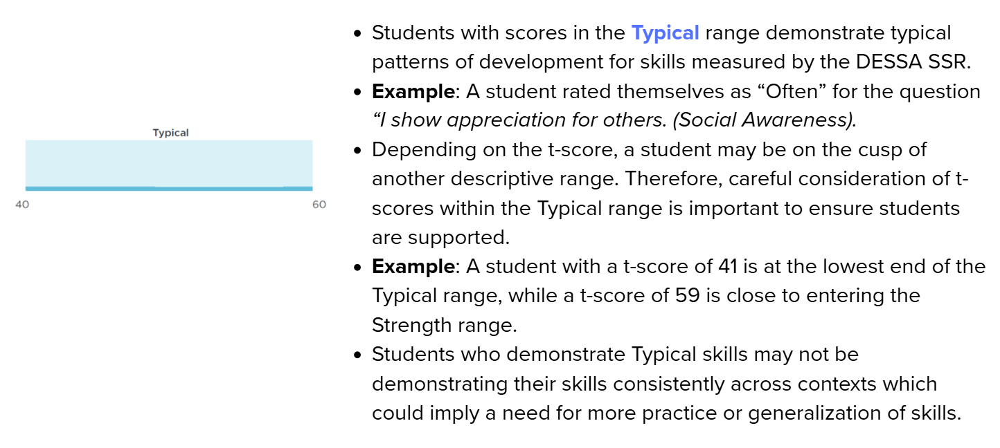 Typical
40
60
• Students with scores in the Typical range demonstrate typical
patterns of development for skills measured by the DESSA SSR.
• Example: A student rated themselves as “Often” for the question
“I show appreciation for others. (Social Awareness).
• Depending on the t-score, a student may be on the cusp of
another descriptive range. Therefore, careful consideration of t-
scores within the Typical range is important to ensure students
are supported.
• Example: A student with a t-score of 41 is at the lowest end of the
Typical range, while a t-score of 59 is close to entering the
Strength range.
• Students who demonstrate Typical skills may not be
demonstrating their skills consistently across contexts which
could imply a need for more practice or generalization of skills.